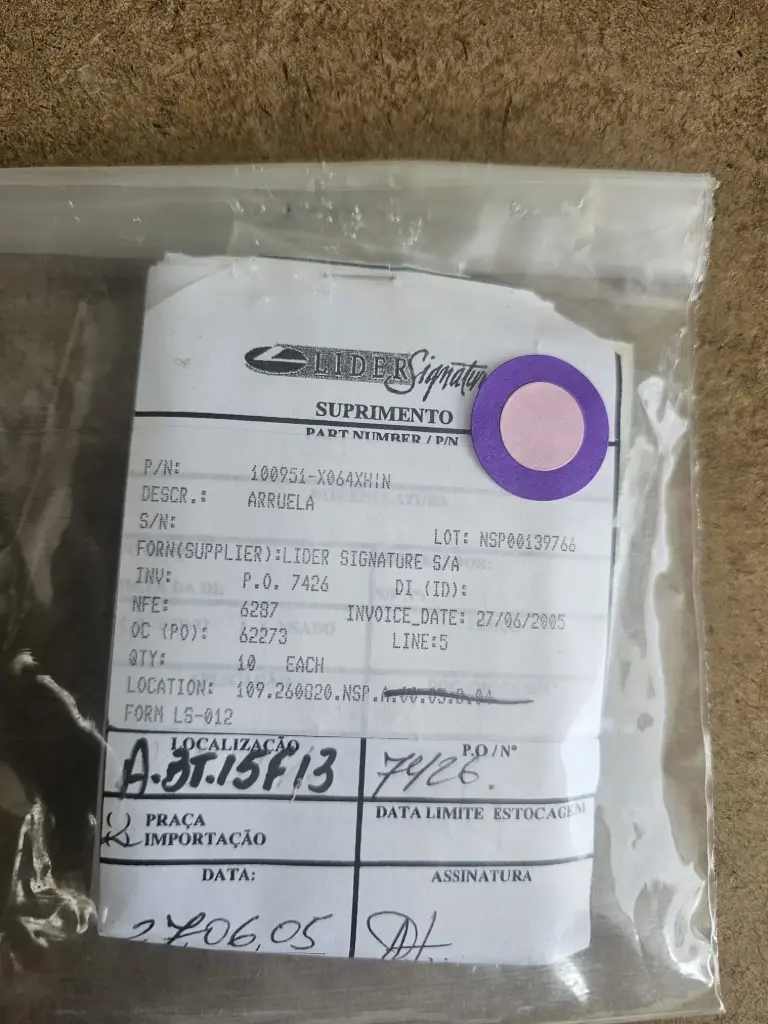 LIDER Signature
SUPRIMENTO
PART NUMBER / P/N
P/N: 100951-X064XH1N
DESCR.: ARRUELA
S/N:
LOT: NSP00139766
FORN(SUPPLIER):LIDER SIGNATURE S/A
INV: P.O. 7426 DI (ID):
NFE: 6287 INVOICE_DATE: 27/06/2005
OC (PO): 62273 LINE:5
QTY: 10 EACH
LOCATION: 109.260820.NSP.
FORM LS-012
LOCALIZAÇÃO P.O/Nº
A.3T.15F13 7426.
( ) PRAÇA DATA LIMITE ESTOCAGEM
IMPORTAÇÃO
DATA: ASSINATURA
27.06.05